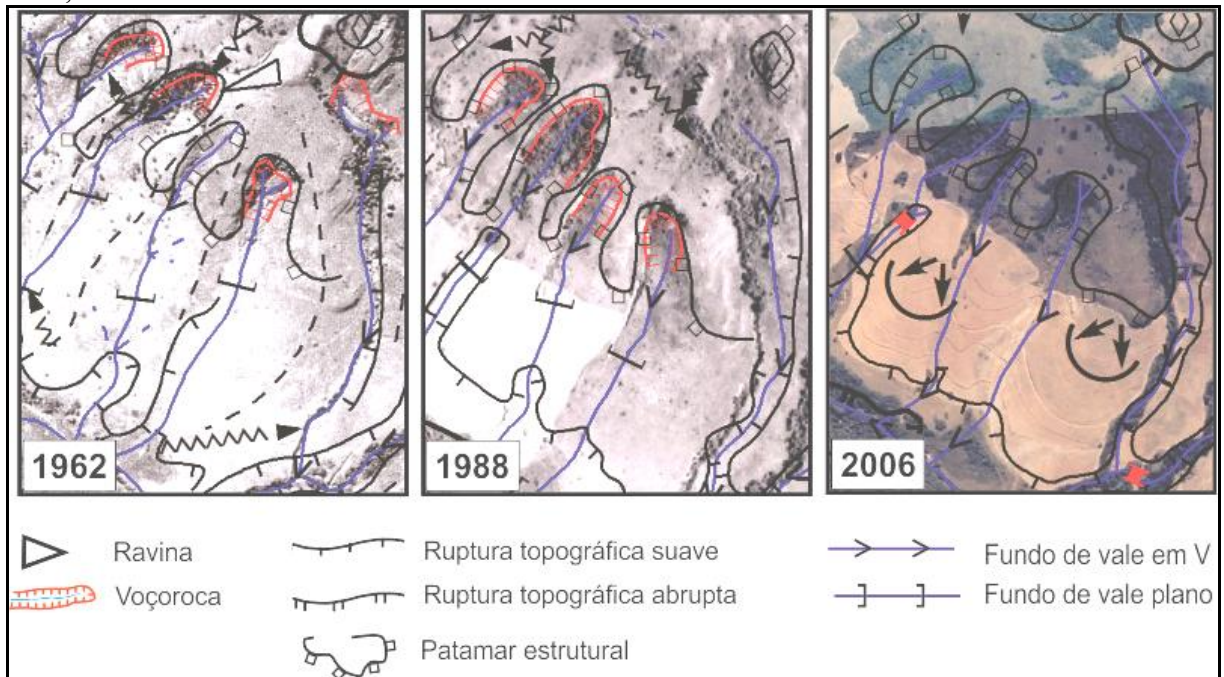 1962
1988
2006
Ravina
Ruptura topográfica suave
Fundo de vale em V
Voçoroca
Ruptura topográfica abrupta
Fundo de vale plano
Patamar estrutural